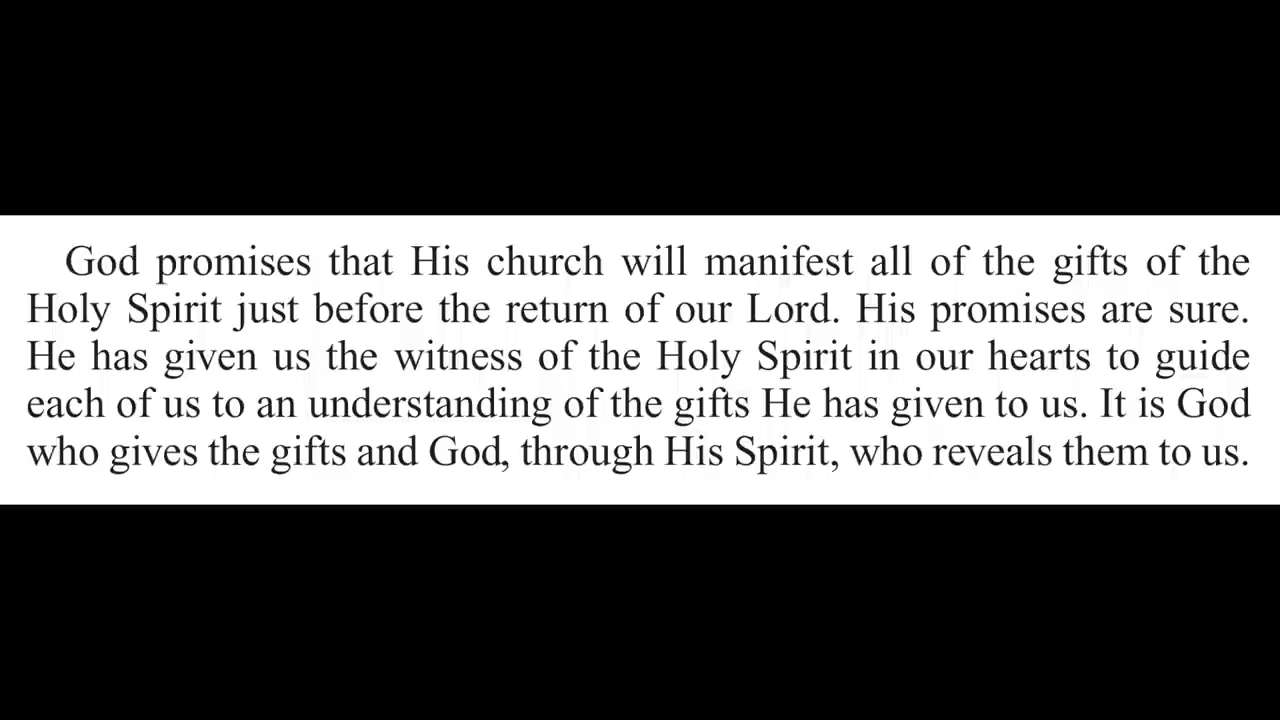 God promises that His church will manifest all of the gifts of the
Holy Spirit just before the return of our Lord. His promises are sure.
He has given us the witness of the Holy Spirit in our hearts to guide
each of us to an understanding of the gifts He has given to us. It is God
who gives the gifts and God, through His Spirit, who reveals them to us.